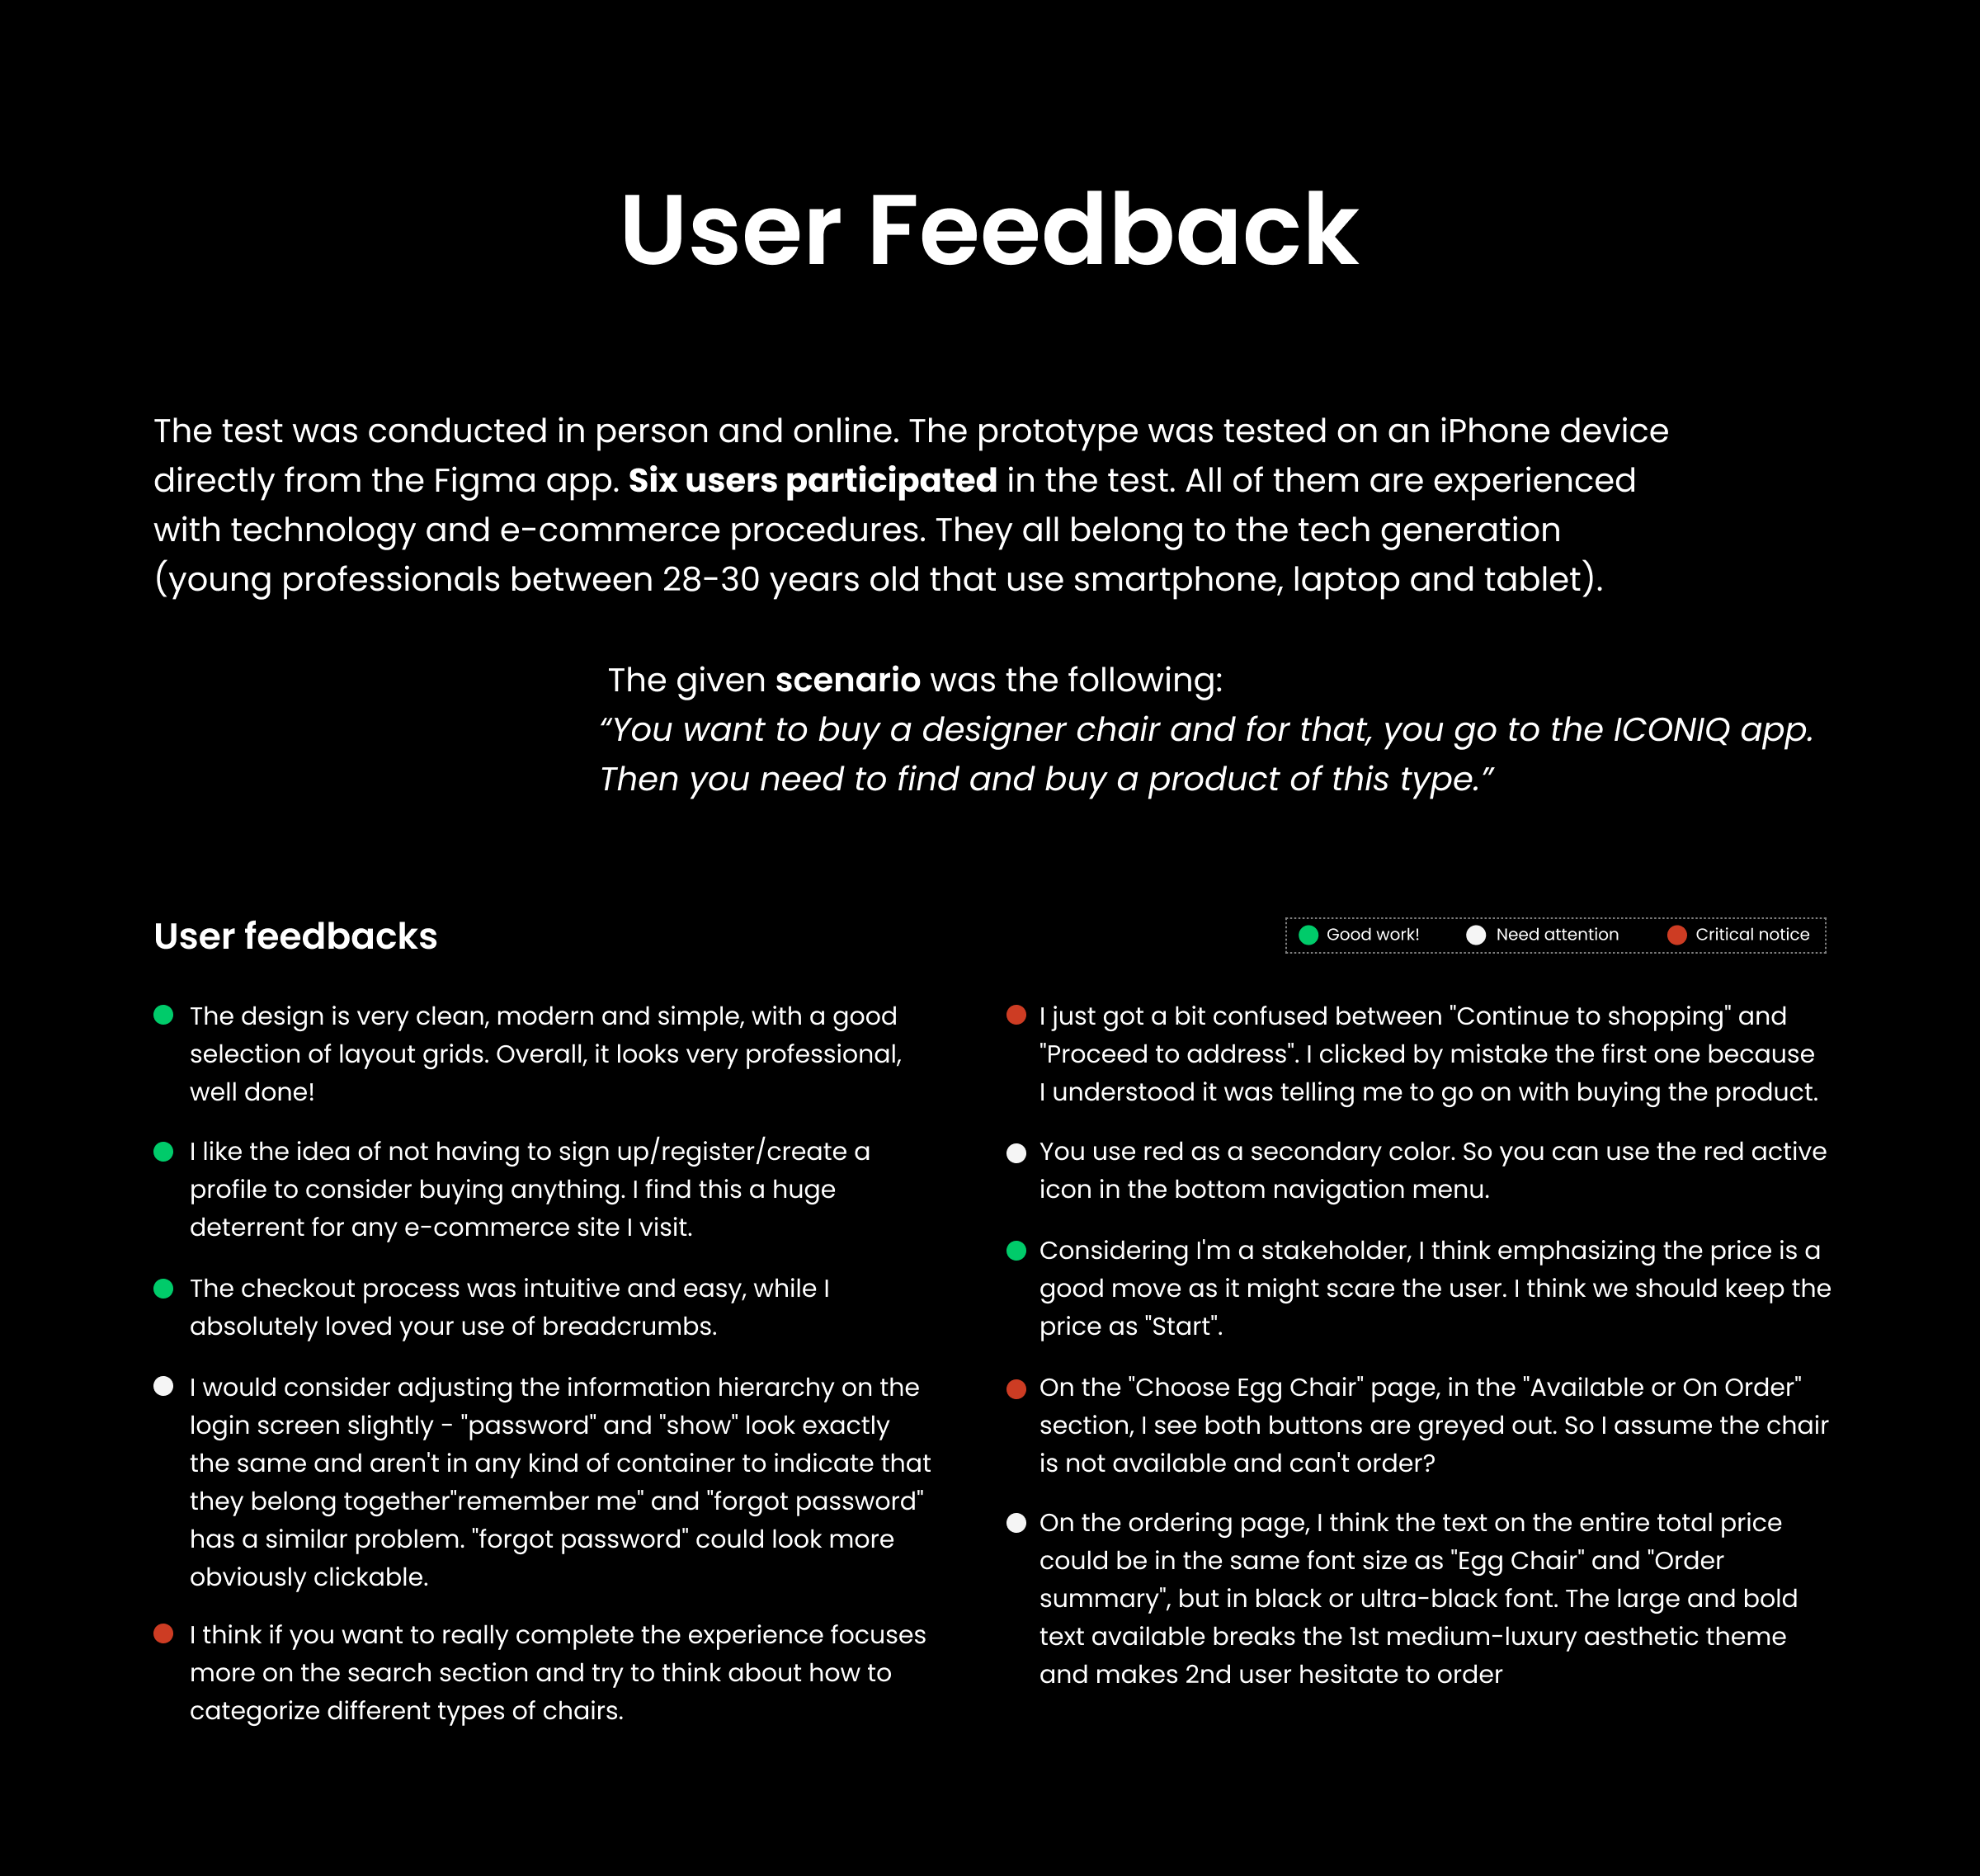 User Feedback
The test was conducted in person and online. The prototype was tested on an iPhone device
directly from the Figma app. Six users participated in the test. All of them are experienced
with technology and e-commerce procedures. They all belong to the tech generation
(young professionals between 28-30 years old that use smartphone, laptop and tablet).
The given scenario was the following:
“You want to buy a designer chair and for that, you go to the ICONIQ app.
Then you need to find and buy a product of this type.”
User feedbacks
Good work!
Need attention
Critical notice
The design is very clean, modern and simple, with a good
selection of layout grids. Overall, it looks very professional,
well done!
I like the idea of not having to sign up/register/create a
profile to consider buying anything. I find this a huge
deterrent for any e-commerce site I visit.
The checkout process was intuitive and easy, while I
absolutely loved your use of breadcrumbs.
I would consider adjusting the information hierarchy on the
login screen slightly - "password" and "show" look exactly
the same and aren't in any kind of container to indicate that
they belong together"remember me" and "forgot password"
has a similar problem. "forgot password" could look more
obviously clickable.
I think if you want to really complete the experience focuses
more on the search section and try to think about how to
categorize different types of chairs.
I just got a bit confused between "Continue to shopping" and
"Proceed to address". I clicked by mistake the first one because
I understood it was telling me to go on with buying the product.
You use red as a secondary color. So you can use the red active
icon in the bottom navigation menu.
Considering I'm a stakeholder, I think emphasizing the price is a
good move as it might scare the user. I think we should keep the
price as "Start".
On the "Choose Egg Chair" page, in the "Available or On Order"
section, I see both buttons are greyed out. So I assume the chair
is not available and can't order?
On the ordering page, I think the text on the entire total price
could be in the same font size as "Egg Chair" and "Order
summary", but in black or ultra-black font. The large and bold
text available breaks the 1st medium-luxury aesthetic theme
and makes 2nd user hesitate to order